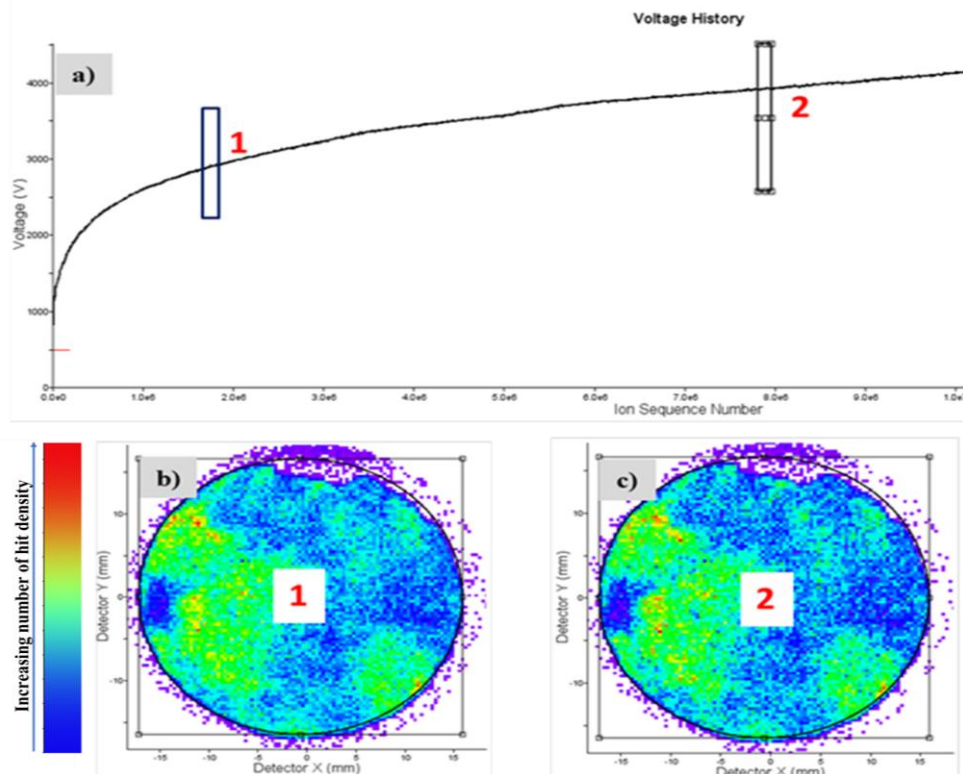 Voltage History
a)
4000
3000
2000
1000
0
Voltage (V)
1
2
0.0e0 1.0e6 2.0e6 3.0e6 4.0e6 5.0e6 6.0e6 7.0e6 8.0e6 9.0e6 1.0
Ion Sequence Number
Increasing number of hit density
b)
1
10
0
-10
Detector Y (mm)
-15 -10 -5 0 5 10 15
Detector X (mm)
c)
2
10
0
-10
Detector Y (mm)
-15 -10 -5 0 5 10 15
Detector X (mm)